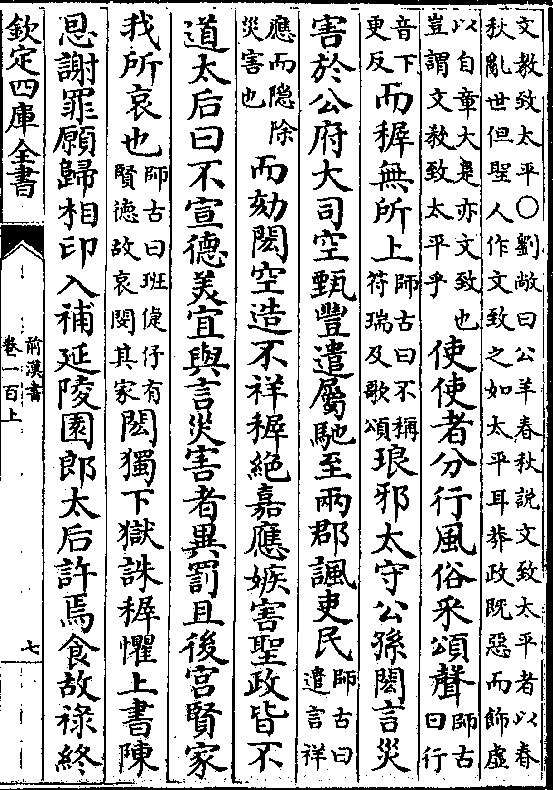 文教致太平○劉敞曰公羊春秋説文致太平者以春
秋亂世但聖人作文致之如太平耳莽政既惡而飾虚
以自章大是亦文致也
豈謂文教致太平乎
使使者分行風俗采頌聲
師古曰行
音下
更反
而穉無所上
師古曰不稱
符瑞及歌頌
琅邪太守公孫閎言災
害於公府大司空甄豐遣屬馳至兩郡諷吏民
師古曰
遣言祥
應而隠除
災害也
而劾閎空造不祥穉絶嘉應嫉害聖政皆不
道太后曰不宣德美宜與言災害者異罰且後宫賢家
我所哀也
師古曰班倢伃有
賢德故哀閔其家
閎獨下獄誅穉懼上書陳
恩謝罪願歸相印入補延陵園郎太后許焉食故禄終
欽定四庫全書
前漢書
卷一百上
七